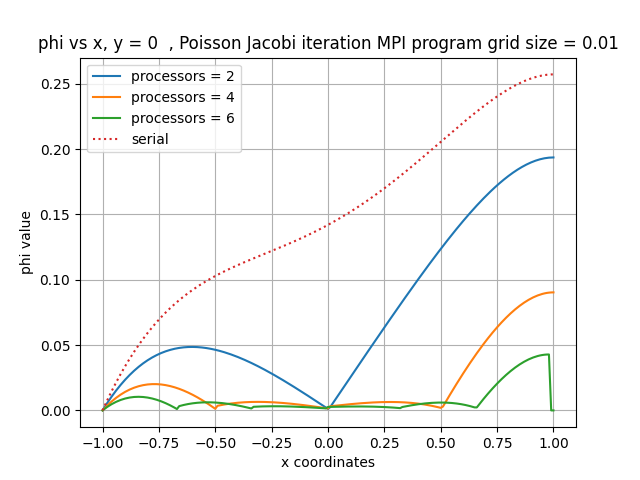 phi vs x, y = 0  , Poisson Jacobi iteration MPI program grid size = 0.01
processors = 2
processors = 4
processors = 6
serial
phi value
0.25
0.20
0.15
0.10
0.05
0.00
−1.00 −0.75 −0.50 −0.25 0.00 0.25 0.50 0.75 1.00
x coordinates